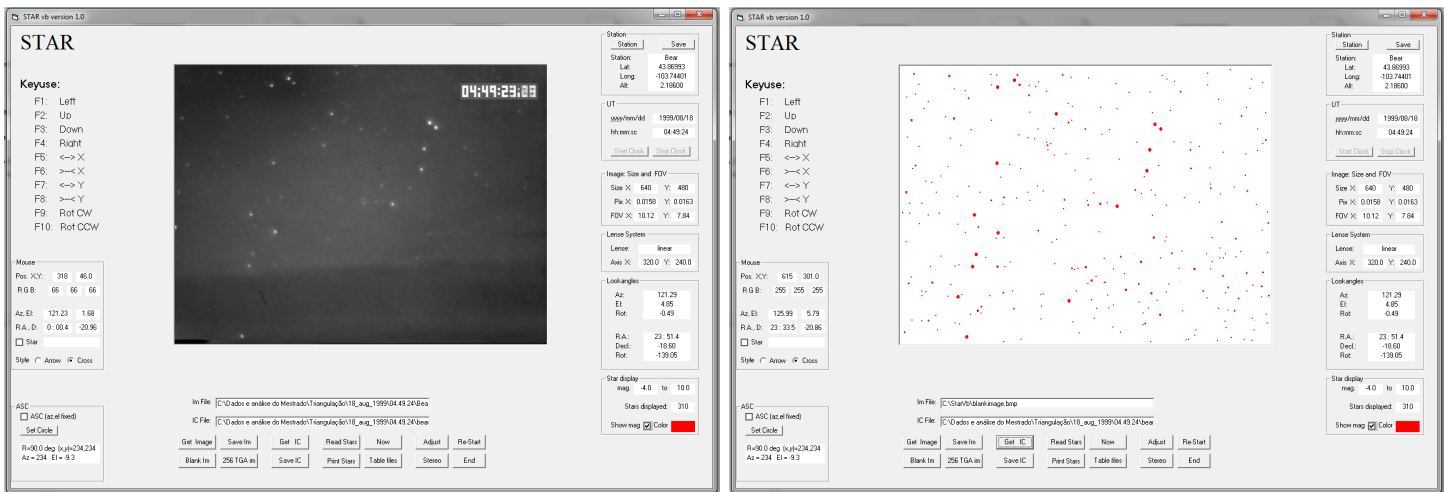 STAR vb version 1.0
STAR
Keyuse:
F1: Left
F2: Up
F3: Down
F4: Right
F5: <--> X
F6: >--< X
F7: <--> Y
F8: >--< Y
F9: Rot CW
F10: Rot CCW
Mouse
Pos. X,Y: 318 46.0
R G B: 66 66 66
Az, El: 121.23 1.68
R.A., D: 0 : 00.4 -20.96
Star
Style Arrow Cross
ASC
ASC (az,el fixed)
Set Circle
R=90.0 deg (x,y)=234,234
Az = 234 El = -9.3
04:49:23:
Im File: C:\Dados e análise do Mestrado\Triangulação\18_aug_1999\04.49.24\Bea
IC File: C:\Dados e análise do Mestrado\Triangulação\18_aug_1999\04.49.24\bear
Get Image Save Im Get IC Read Stars Now Adjust Re-Start
Blank Im 256 TGA im Save IC Print Stars Table files Stereo End
Station
Station Save
Station: Bear
Lat: 43.86993
Long: -103.74401
Alt: 2.18600
UT
yyyy/mm/dd 1999/08/18
hh:mm:sc 04:49:24
Start Clock Stop Clock
Image: Size and FOV
Size X: 640 Y: 480
Pix X: 0.0158 Y: 0.0163
FOV X: 10.12 Y: 7.84
Lense System
Lense: linear
Axis X: 320.0 Y: 240.0
Lookangles
Az: 121.29
El: 4.85
Rot: -0.49
R.A.: 23 : 51.4
Decl.: -18.60
Rot: -139.05
Star display
mag. -4.0 to 10.0
Stars displayed: 310
Show mag Color
STAR vb version 1.0
STAR
Keyuse:
F1: Left
F2: Up
F3: Down
F4: Right
F5: <--> X
F6: >--< X
F7: <--> Y
F8: >--< Y
F9: Rot CW
F10: Rot CCW
Mouse
Pos. X,Y: 615 301.0
R G B: 255 255 255
Az, El: 125.99 5.79
R.A., D: 23 : 33.5 -20.86
Star
Style Arrow Cross
ASC
ASC (az,el fixed)
Set Circle
R=90.0 deg (x,y)=234,234
Az = 234 El = -9.3
Im File: C:\StarVb\blankimage.bmp
IC File: C:\Dados e análise do Mestrado\Triangulação\18_aug_1999\04.49.24\bear
Get Image Save Im Get IC Read Stars Now Adjust Re-Start
Blank Im 256 TGA im Save IC Print Stars Table files Stereo End
Station
Station Save
Station: Bear
Lat: 43.86993
Long: -103.74401
Alt: 2.18600
UT
yyyy/mm/dd 1999/08/18
hh:mm:sc 04:49:24
Start Clock Stop Clock
Image: Size and FOV
Size X: 640 Y: 480
Pix X: 0.0158 Y: 0.0163
FOV X: 10.12 Y: 7.84
Lense System
Lense: linear
Axis X: 320.0 Y: 240.0
Lookangles
Az: 121.29
El: 4.85
Rot: -0.49
R.A.: 23 : 51.4
Decl.: -18.60
Rot: -139.05
Star display
mag. -4.0 to 10.0
Stars displayed: 310
Show mag Color